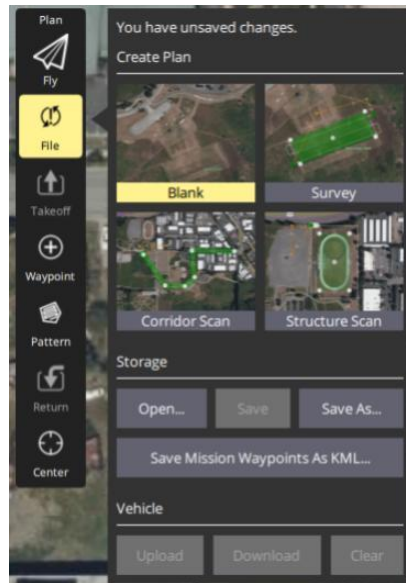 Plan
Fly
File
Takeoff
Waypoint
Pattern
Return
Center
You have unsaved changes.
Create Plan
Blank
Survey
Corridor Scan
Structure Scan
Storage
Open...
Save
Save As...
Save Mission Waypoints As KML...
Vehicle
Upload
Download
Clear